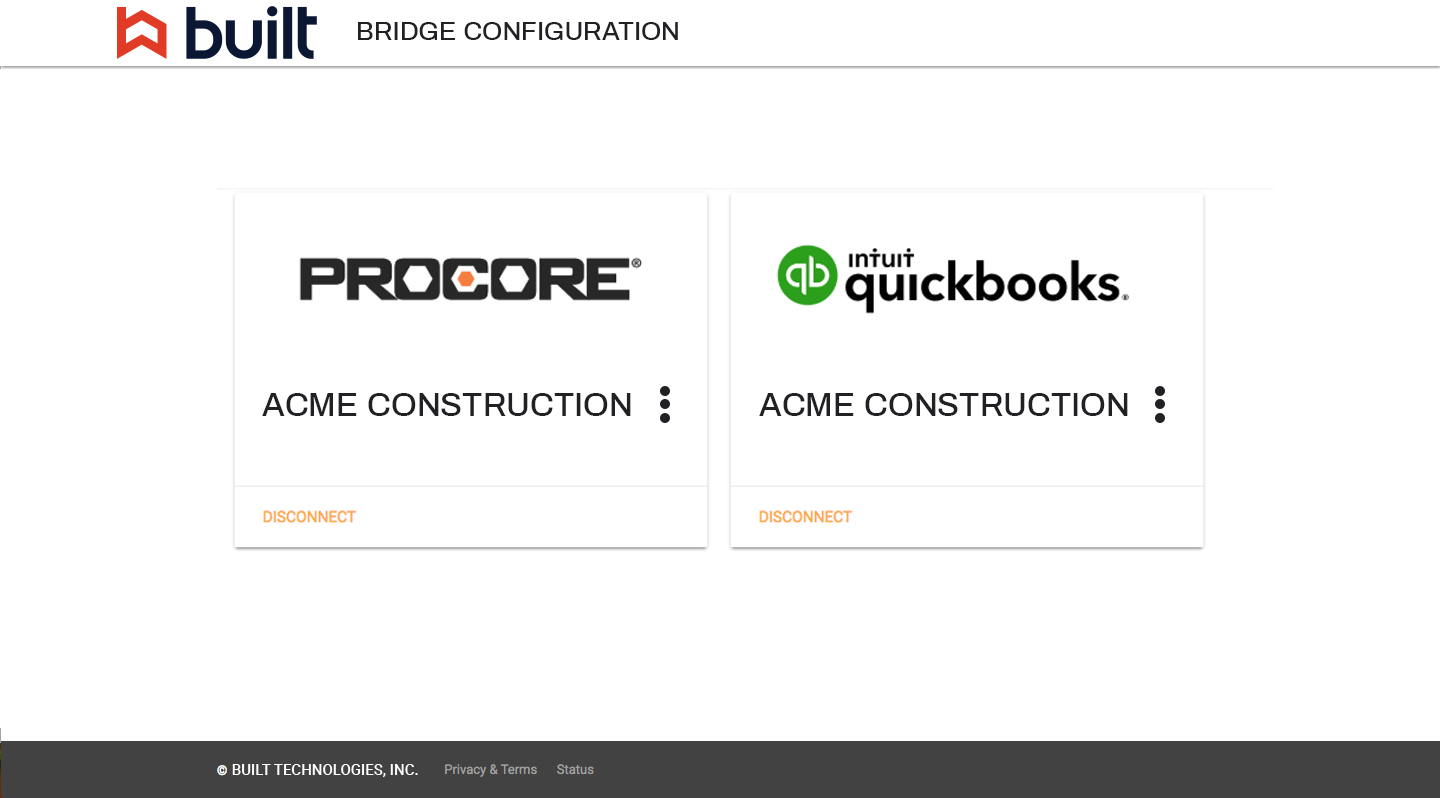 built
BRIDGE CONFIGURATION
PROCORE®
qb intuit quickbooks®
ACME CONSTRUCTION
ACME CONSTRUCTION
DISCONNECT
DISCONNECT
© BUILT TECHNOLOGIES, INC. Privacy & Terms Status